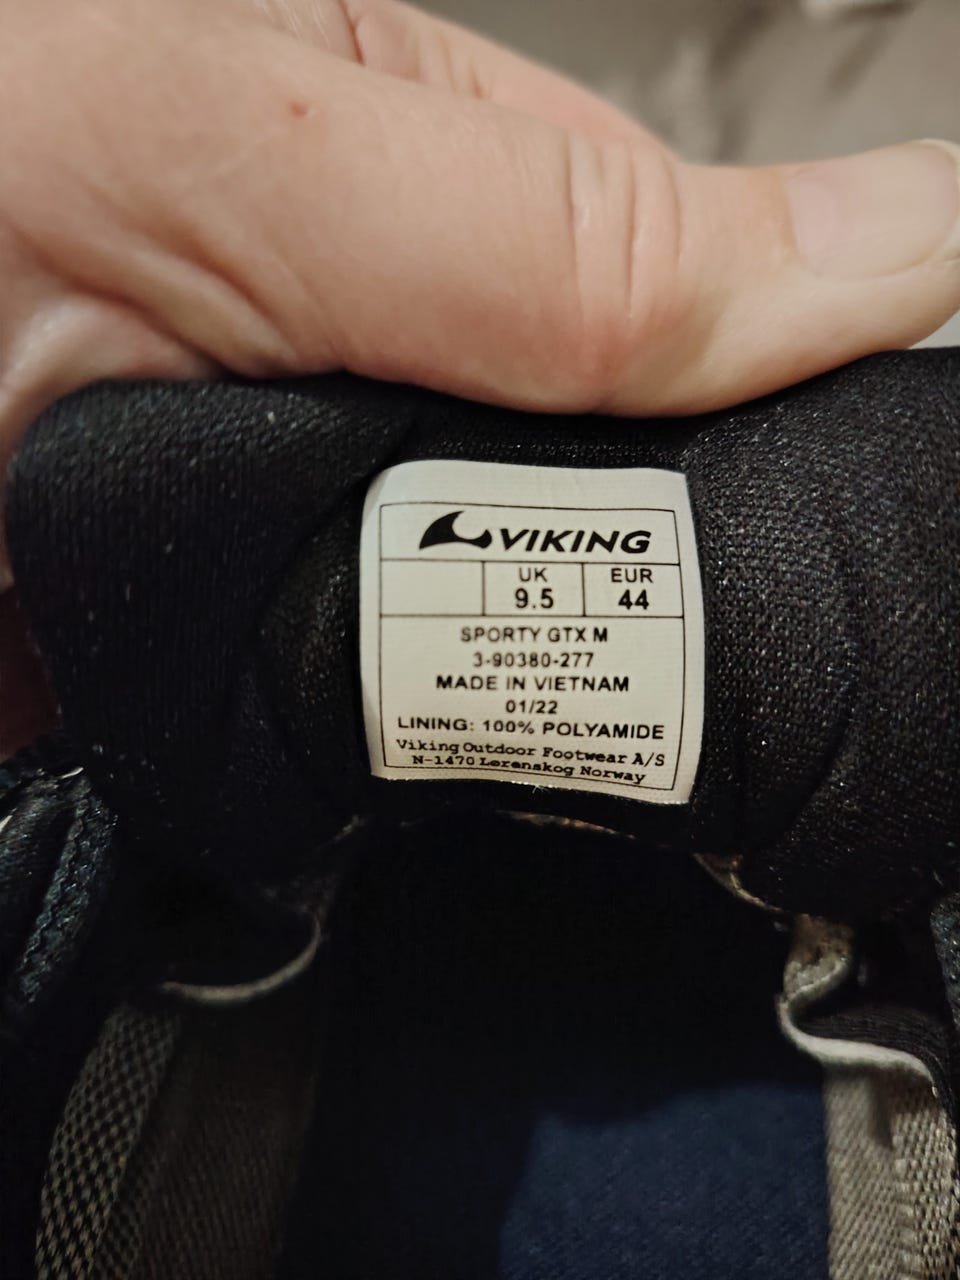 VIKING
UK EUR
9.5 44
SPORTY GTX M
3-90380-277
MADE IN VIETNAM
01/22
LINING: 100% POLYAMIDE
Viking Outdoor Footwear A/S
N-1470 Lørenskog Norway